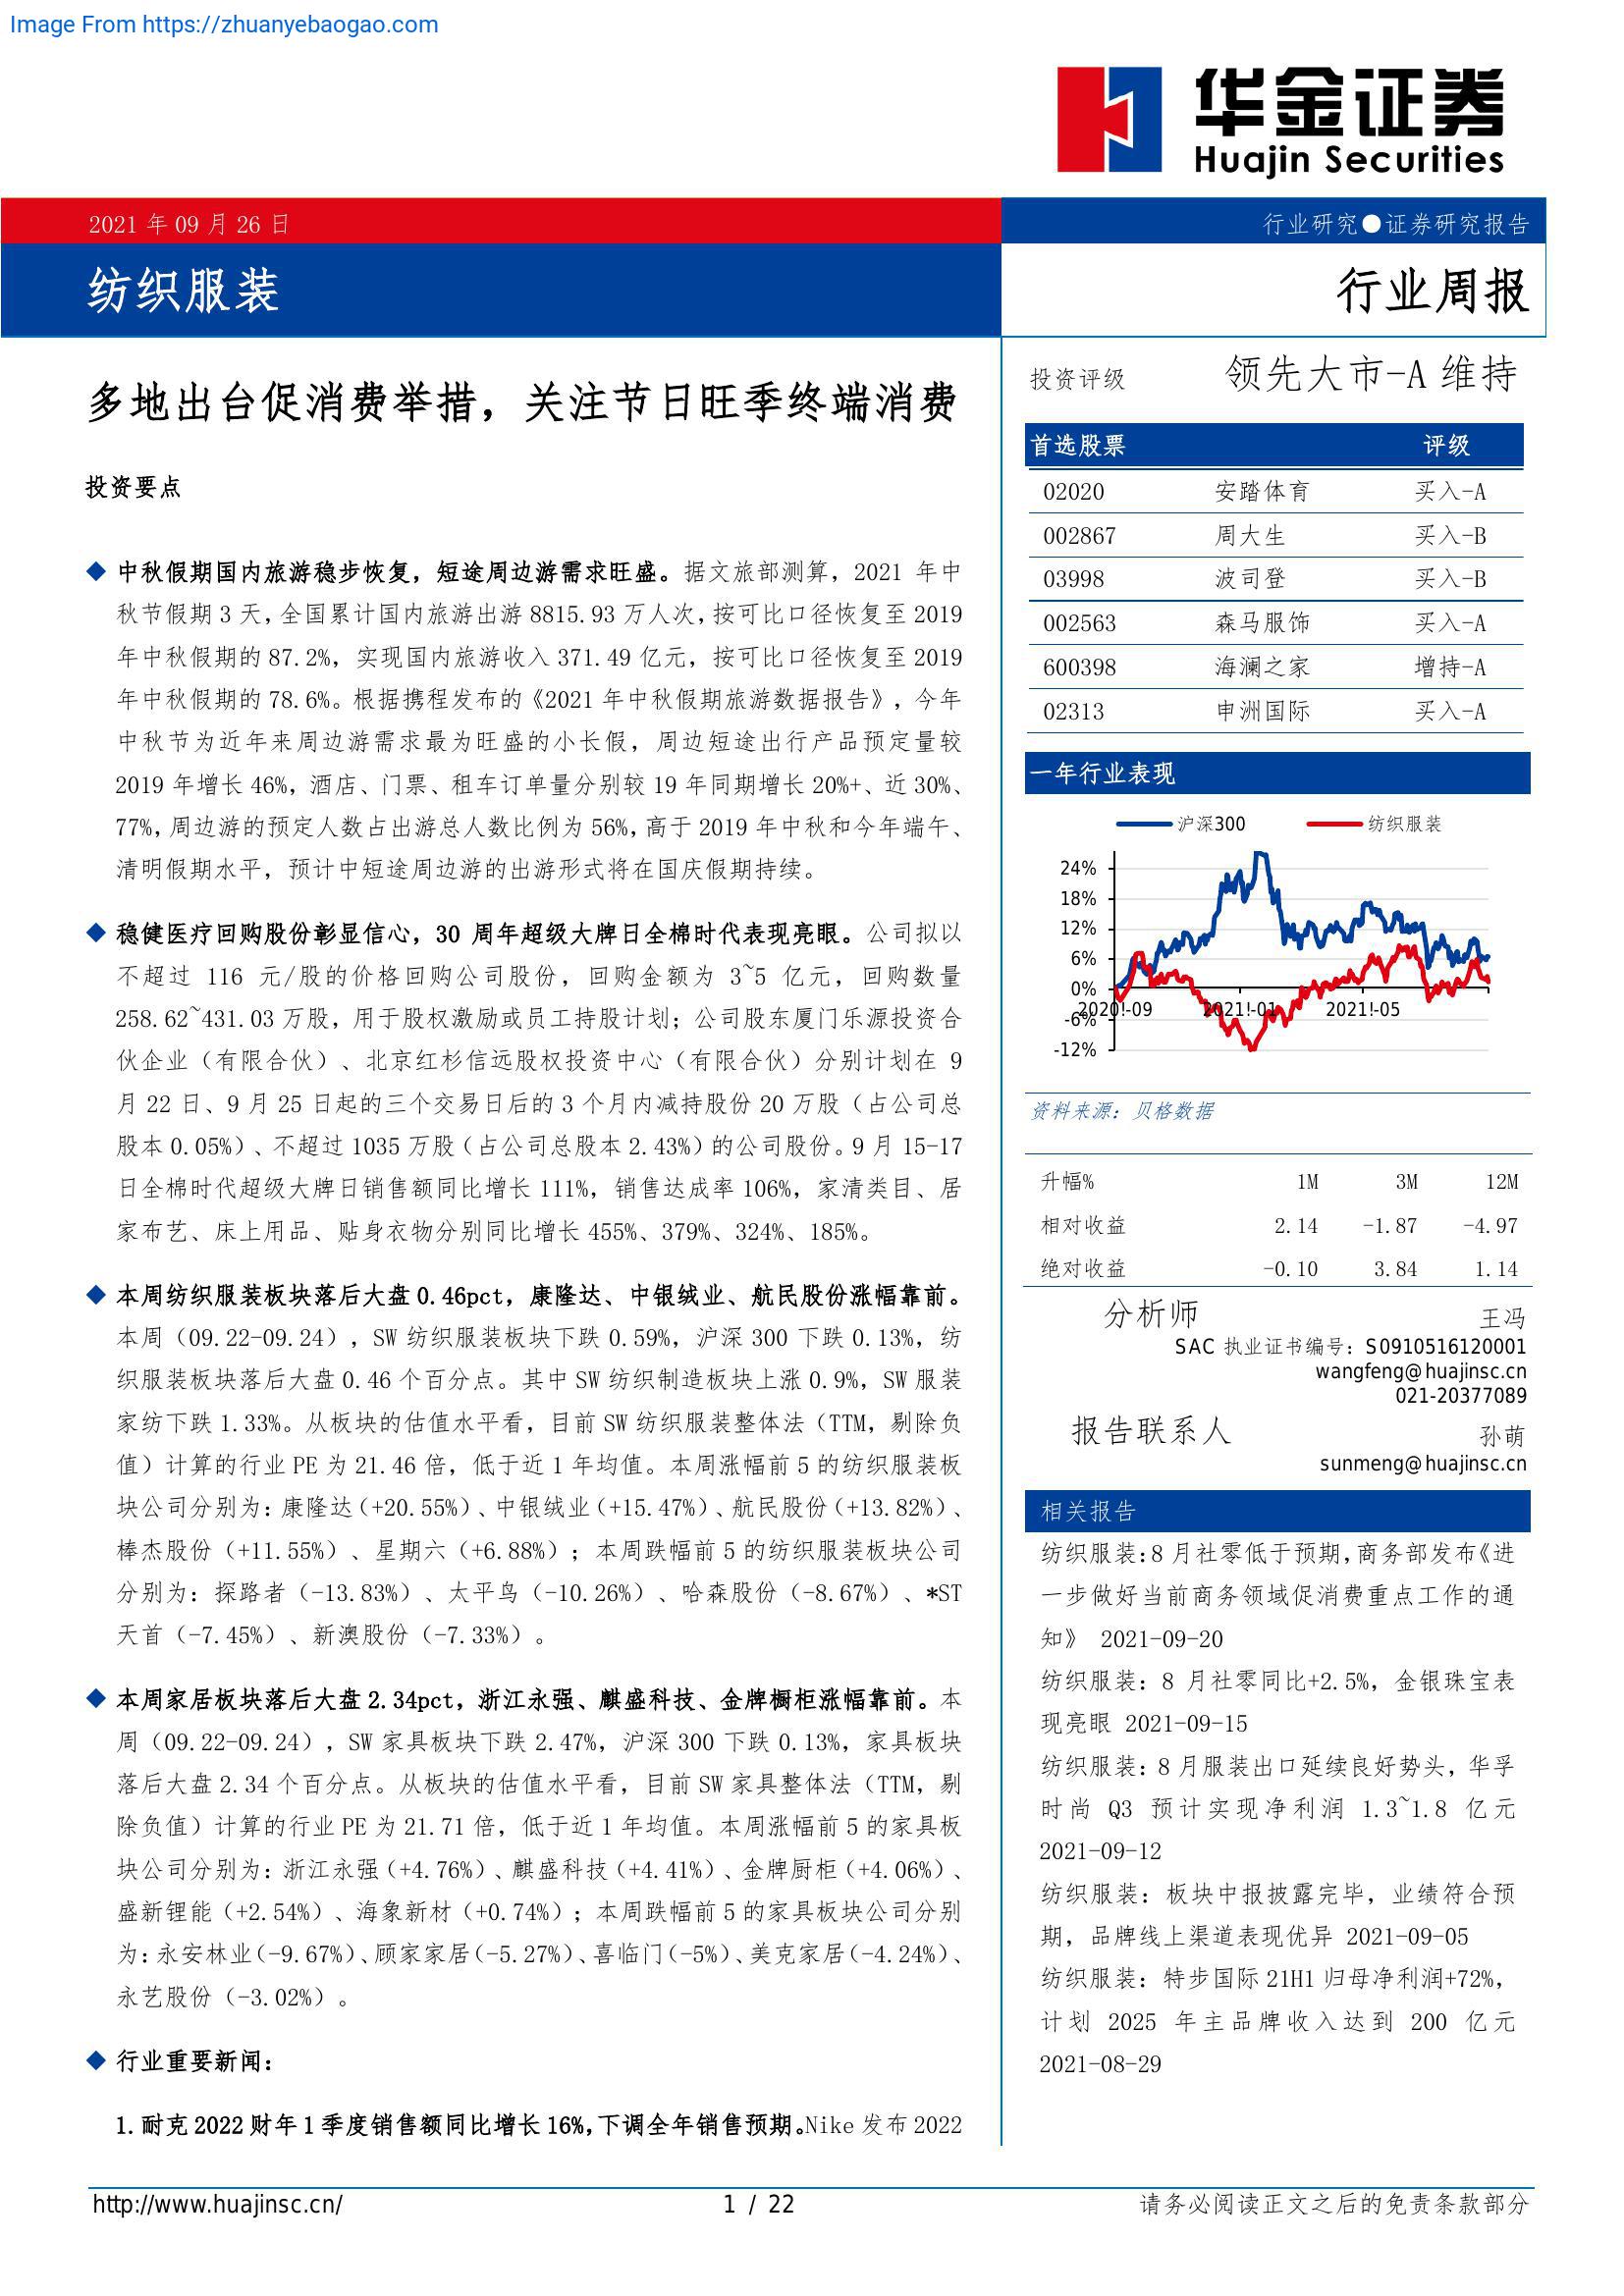 Image From https://zhuanyebaogao.com
华金证券
Huajin Securities
2021 年 09 月 26 日
行业研究●证券研究报告
纺织服装
行业周报
多地出台促消费举措，关注节日旺季终端消费
投资要点
◆ 中秋假期国内旅游稳步恢复，短途周边游需求旺盛。据文旅部测算，2021 年中
秋节假期 3 天，全国累计国内旅游出游 8815.93 万人次，按可比口径恢复至 2019
年中秋假期的 87.2%，实现国内旅游收入 371.49 亿元，按可比口径恢复至 2019
年中秋假期的 78.6%。根据携程发布的《2021 年中秋假期旅游数据报告》，今年
中秋节为近年来周边游需求最为旺盛的小长假，周边短途出行产品预定量较
2019 年增长 46%，酒店、门票、租车订单量分别较 19 年同期增长 20%+、近 30%、
77%，周边游的预定人数占出游总人数比例为 56%，高于 2019 年中秋和今年端午、
清明假期水平，预计中短途周边游的出游形式将在国庆假期持续。
◆ 稳健医疗回购股份彰显信心，30 周年超级大牌日全棉时代表现亮眼。公司拟以
不超过 116 元/股的价格回购公司股份，回购金额为 3~5 亿元，回购数量
258.62~431.03 万股，用于股权激励或员工持股计划；公司股东厦门乐源投资合
伙企业（有限合伙）、北京红杉信远股权投资中心（有限合伙）分别计划在 9
月 22 日、9 月 25 日起的三个交易日后的 3 个月内减持股份 20 万股（占公司总
股本 0.05%）、不超过 1035 万股（占公司总股本 2.43%）的公司股份。9 月 15-17
日全棉时代超级大牌日销售额同比增长 111%，销售达成率 106%，家清类目、居
家布艺、床上用品、贴身衣物分别同比增长 455%、379%、324%、185%。
◆ 本周纺织服装板块落后大盘 0.46pct，康隆达、中银绒业、航民股份涨幅靠前。
本周（09.22-09.24），SW 纺织服装板块下跌 0.59%，沪深 300 下跌 0.13%，纺
织服装板块落后大盘 0.46 个百分点。其中 SW 纺织制造板块上涨 0.9%，SW 服装
家纺下跌 1.33%。从板块的估值水平看，目前 SW 纺织服装整体法（TTM，剔除负
值）计算的行业 PE 为 21.46 倍，低于近 1 年均值。本周涨幅前 5 的纺织服装板
块公司分别为：康隆达（+20.55%）、中银绒业（+15.47%）、航民股份（+13.82%）、
棒杰股份（+11.55%）、星期六（+6.88%）；本周跌幅前 5 的纺织服装板块公司
分别为：探路者（-13.83%）、太平鸟（-10.26%）、哈森股份（-8.67%）、*ST
天首（-7.45%）、新澳股份（-7.33%）。
◆ 本周家居板块落后大盘 2.34pct，浙江永强、麒盛科技、金牌橱柜涨幅靠前。本
周（09.22-09.24），SW 家具板块下跌 2.47%，沪深 300 下跌 0.13%，家具板块
落后大盘 2.34 个百分点。从板块的估值水平看，目前 SW 家具整体法（TTM，剔
除负值）计算的行业 PE 为 21.71 倍，低于近 1 年均值。本周涨幅前 5 的家具板
块公司分别为：浙江永强（+4.76%）、麒盛科技（+4.41%）、金牌厨柜（+4.06%）、
盛新锂能（+2.54%）、海象新材（+0.74%）；本周跌幅前 5 的家具板块公司分别
为：永安林业（-9.67%）、顾家家居（-5.27%）、喜临门（-5%）、美克家居（-4.24%）、
永艺股份（-3.02%）。
◆ 行业重要新闻：
1. 耐克 2022 财年 1 季度销售额同比增长 16%，下调全年销售预期。Nike 发布 2022
投资评级 领先大市-A 维持
首选股票 评级
02020 安踏体育 买入-A
002867 周大生 买入-B
03998 波司登 买入-B
002563 森马服饰 买入-A
600398 海澜之家 增持-A
02313 申洲国际 买入-A
一年行业表现
沪深300 纺织服装
24%
18%
12%
6%
0%
2020!-09 2021!-01 2021!-05
-6%
-12%
资料来源：贝格数据
升幅% 1M 3M 12M
相对收益 2.14 -1.87 -4.97
绝对收益 -0.10 3.84 1.14
分析师 王冯
SAC 执业证书编号：S0910516120001
wangfeng@huajinsc.cn
021-20377089
报告联系人 孙萌
sunmeng@huajinsc.cn
相关报告
纺织服装：8 月社零低于预期，商务部发布《进
一步做好当前商务领域促消费重点工作的通
知》 2021-09-20
纺织服装：8 月社零同比+2.5%，金银珠宝表
现亮眼 2021-09-15
纺织服装：8 月服装出口延续良好势头，华孚
时尚 Q3 预计实现净利润 1.3~1.8 亿元
2021-09-12
纺织服装：板块中报披露完毕，业绩符合预
期，品牌线上渠道表现优异 2021-09-05
纺织服装：特步国际 21H1 归母净利润+72%，
计划 2025 年主品牌收入达到 200 亿元
2021-08-29
http://www.huajinsc.cn/ 1 / 22 请务必阅读正文之后的免责条款部分